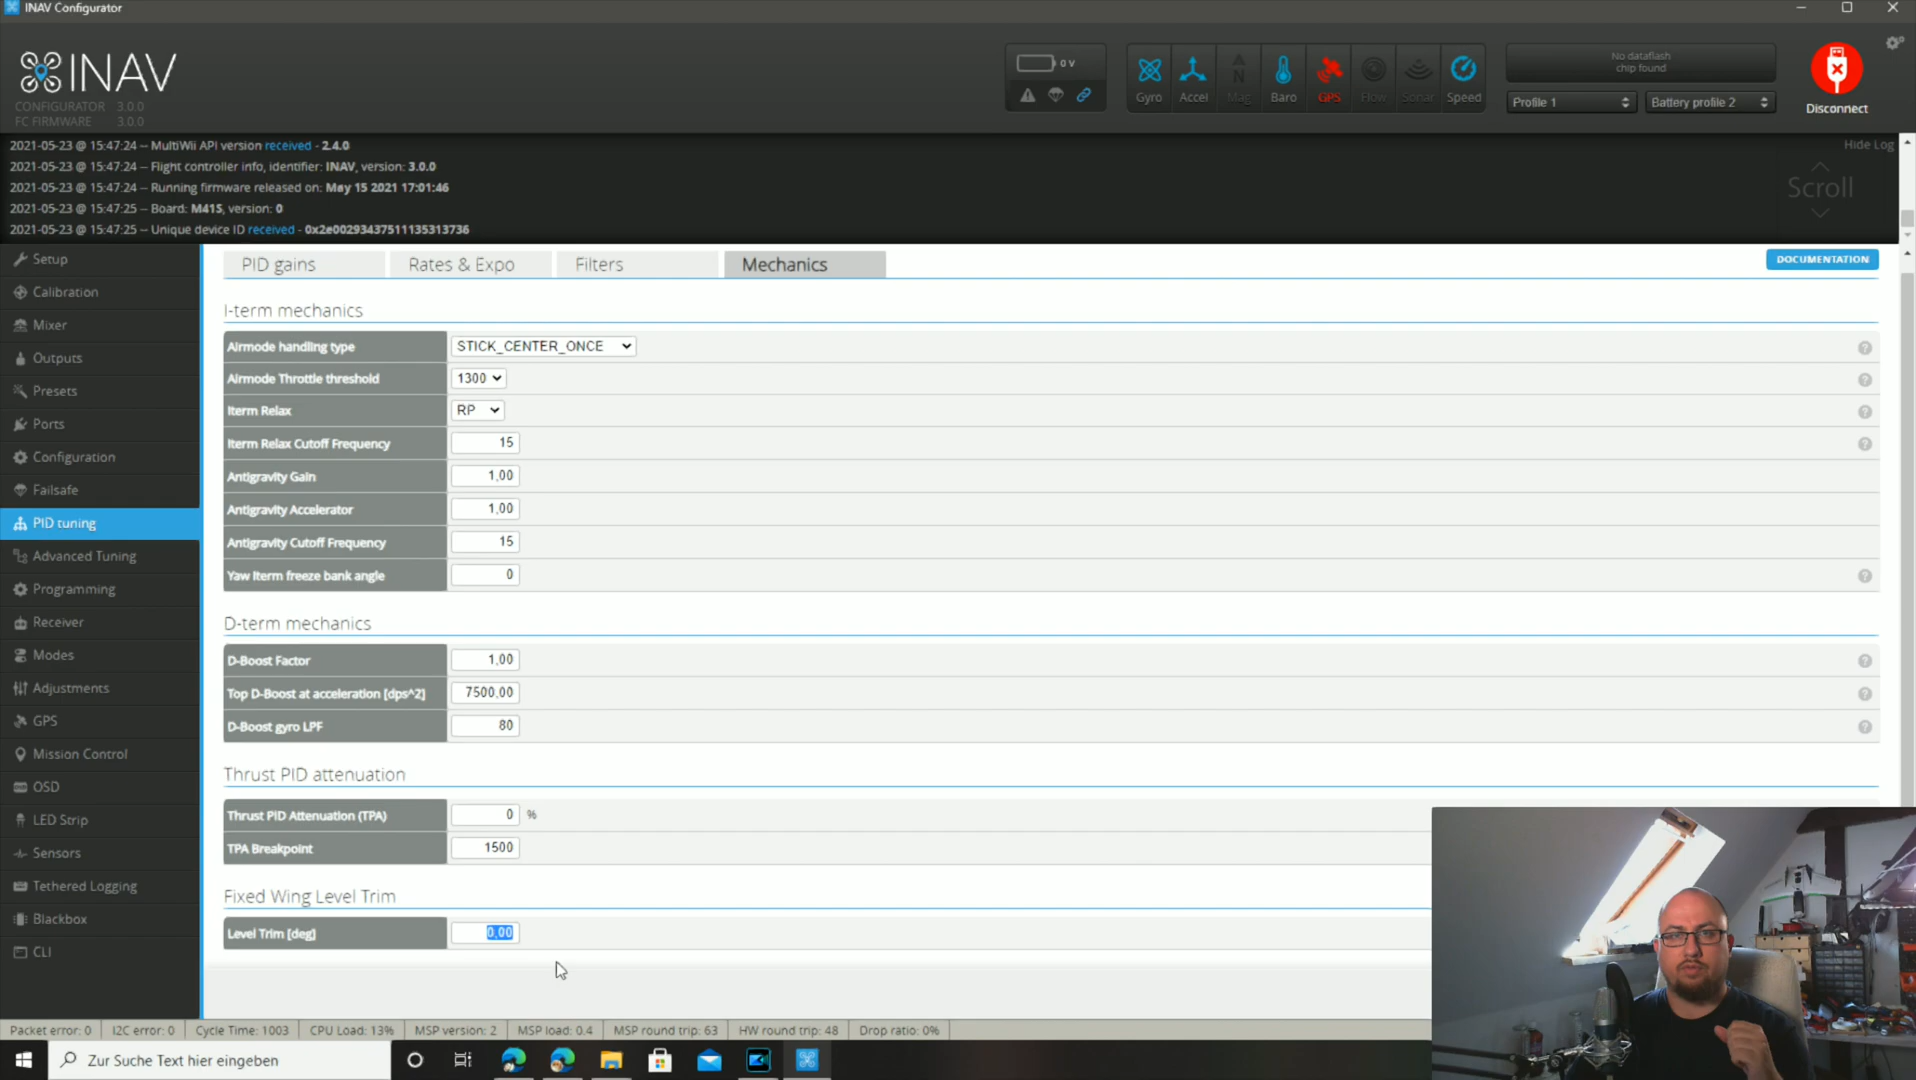 INAV Configurator
INAV
CONFIGURATOR 3.0.0
FC FIRMWARE 3.0.0
0 V
Gyro Accel Mag Baro GPS Flow Sonar Speed
No dataflash
chip found
Profile 1
Battery profile 2
Disconnect
2021-05-23 @ 15:47:24 -- MultiWii API version received - 2.4.0
2021-05-23 @ 15:47:24 -- Flight controller info, identifier: INAV, version: 3.0.0
2021-05-23 @ 15:47:24 -- Running firmware released on: May 15 2021 17:01:46
2021-05-23 @ 15:47:25 -- Board: M41S, version: 0
2021-05-23 @ 15:47:25 -- Unique device ID received - 0x2e00293437511135313736
Hide Log
Scroll
Setup
Calibration
Mixer
Outputs
Presets
Ports
Configuration
Failsafe
PID tuning
Advanced Tuning
Programming
Receiver
Modes
Adjustments
GPS
Mission Control
OSD
LED Strip
Sensors
Tethered Logging
Blackbox
CLI
PID gains Rates & Expo Filters Mechanics
DOCUMENTATION
I-term mechanics
Airmode handling type STICK_CENTER_ONCE
Airmode Throttle threshold 1300
Iterm Relax RP
Iterm Relax Cutoff Frequency 15
Antigravity Gain 1,00
Antigravity Accelerator 1,00
Antigravity Cutoff Frequency 15
Yaw Iterm freeze bank angle 0
D-term mechanics
D-Boost Factor 1,00
Top D-Boost at acceleration [dps^2] 7500,00
D-Boost gyro LPF 80
Thrust PID attenuation
Thrust PID Attenuation (TPA) 0 %
TPA Breakpoint 1500
Fixed Wing Level Trim
Level Trim [deg] 0,00
Packet error: 0 I2C error: 0 Cycle Time: 1003 CPU Load: 13% MSP version: 2 MSP load: 0.4 MSP round trip: 63 HW round trip: 48 Drop ratio: 0%
Zur Suche Text hier eingeben